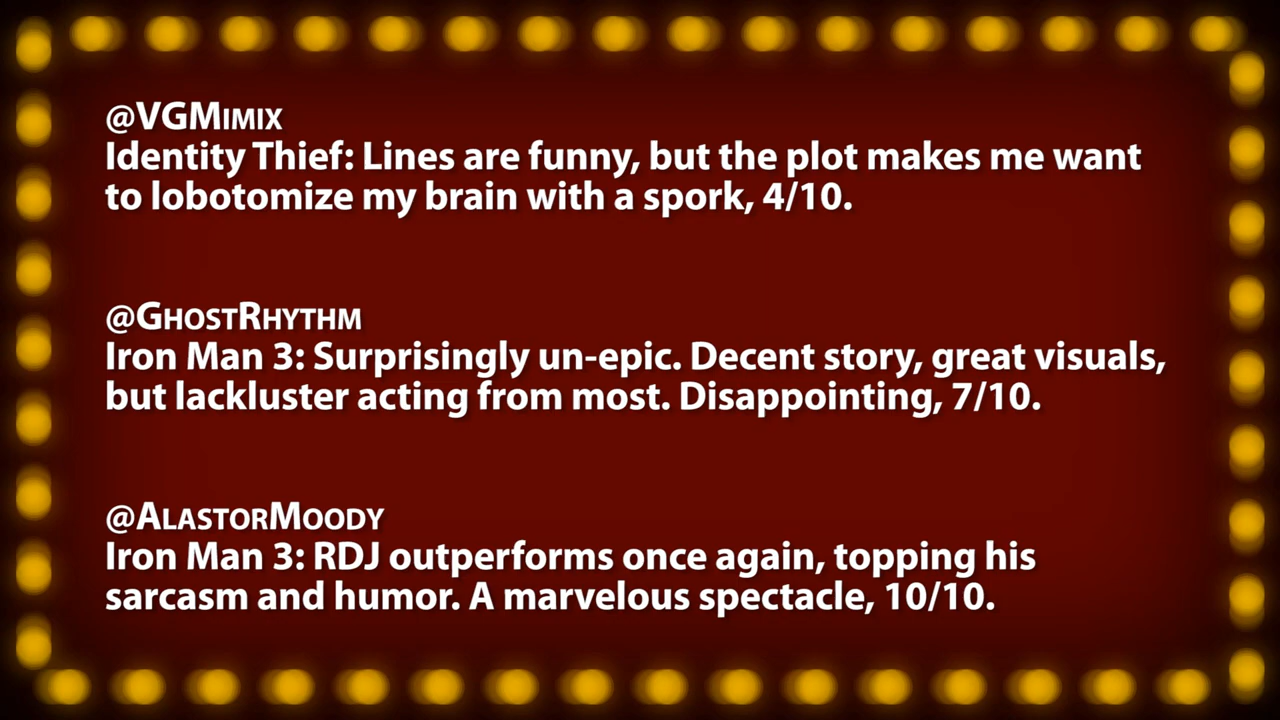 @VGMIMIX
Identity Thief: Lines are funny, but the plot makes me want
to lobotomize my brain with a spork, 4/10.
@GHOSTRHYTHM
Iron Man 3: Surprisingly un-epic. Decent story, great visuals,
but lackluster acting from most. Disappointing, 7/10.
@ALASTORMOODY
Iron Man 3: RDJ outperforms once again, topping his
sarcasm and humor. A marvelous spectacle, 10/10.